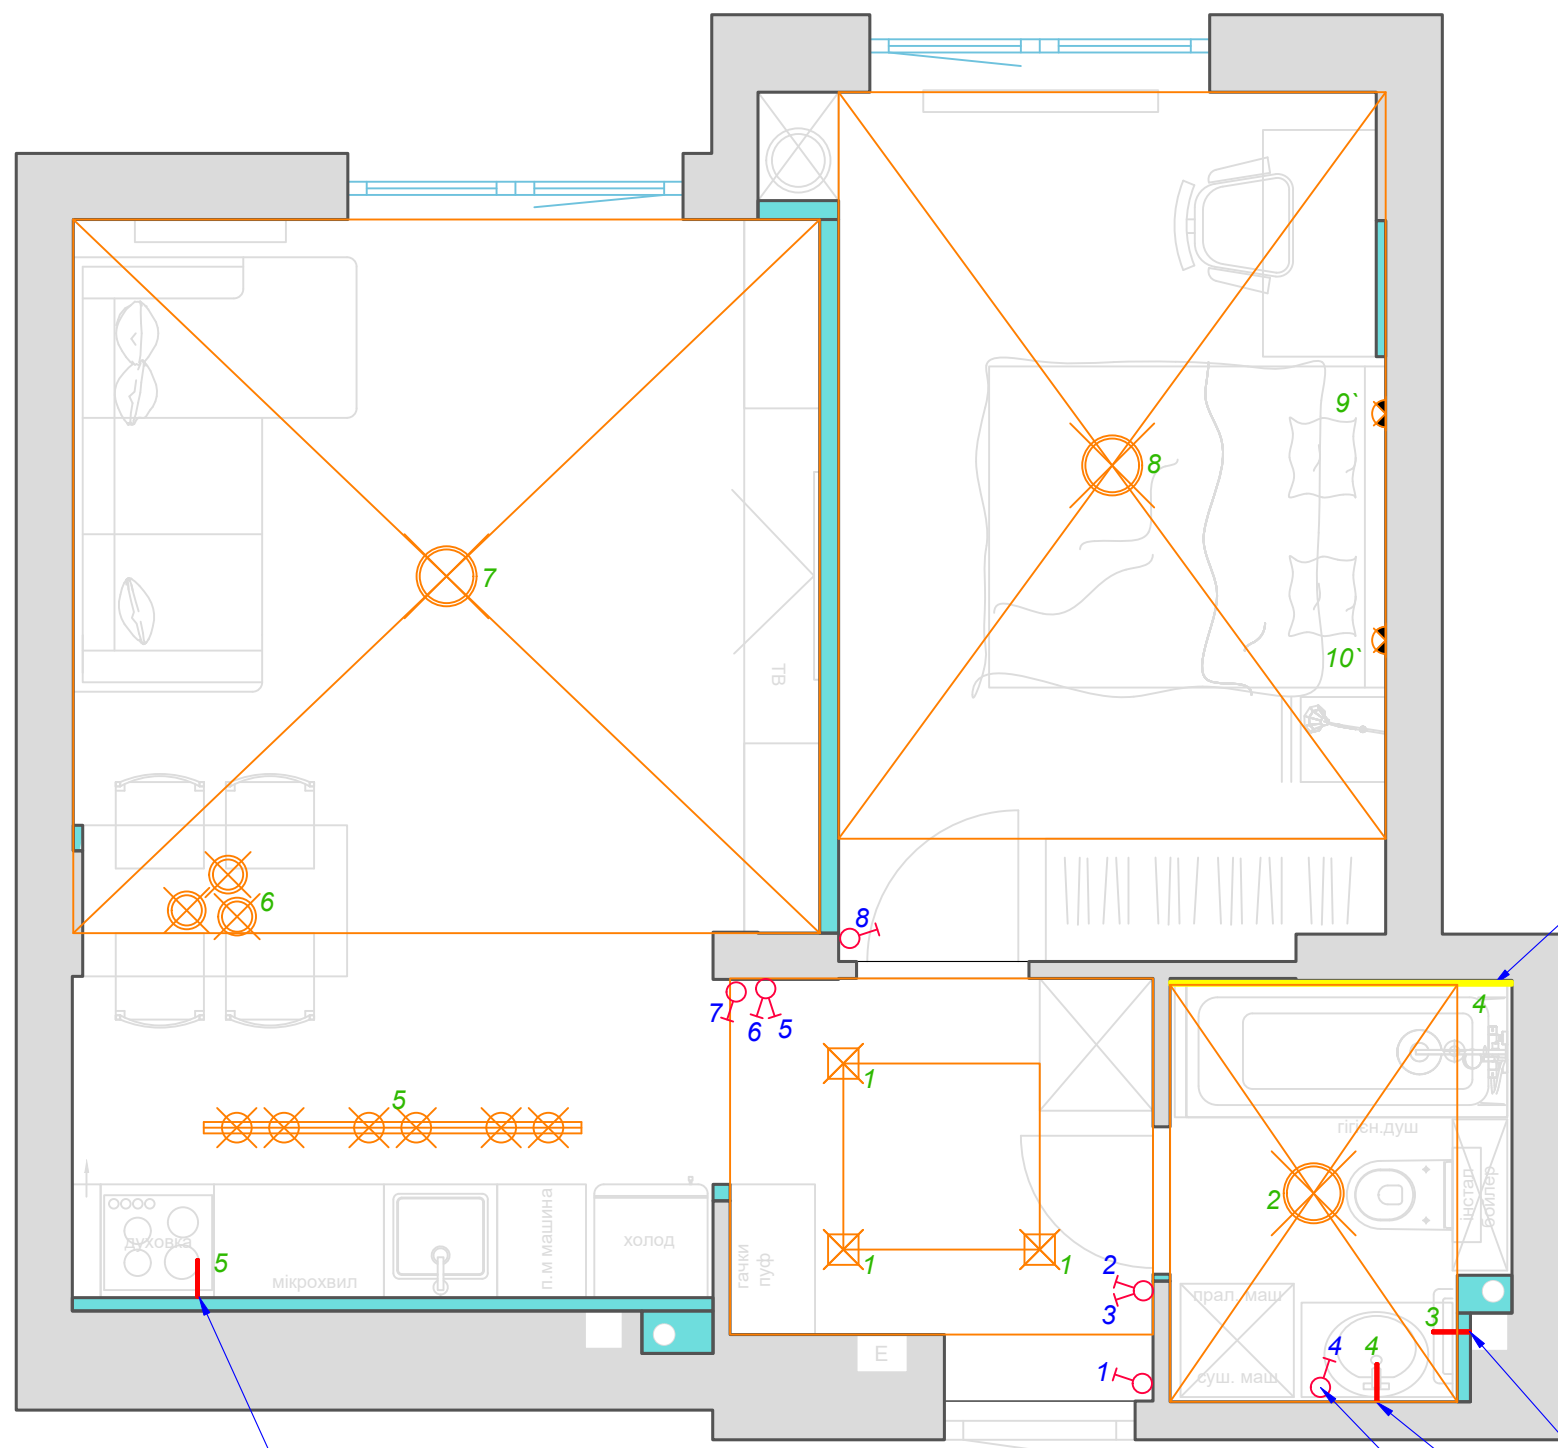 9`
8
7
ТВ
10`
6
8
7
6
5
4
1
5
гігієн.душ
інстал
бойлер
2
духовка
5
мікрохвил
п.м машина
холод
гачки
пуф
1
1
2
3
прал. маш
3
4
4
суш. маш
E
1